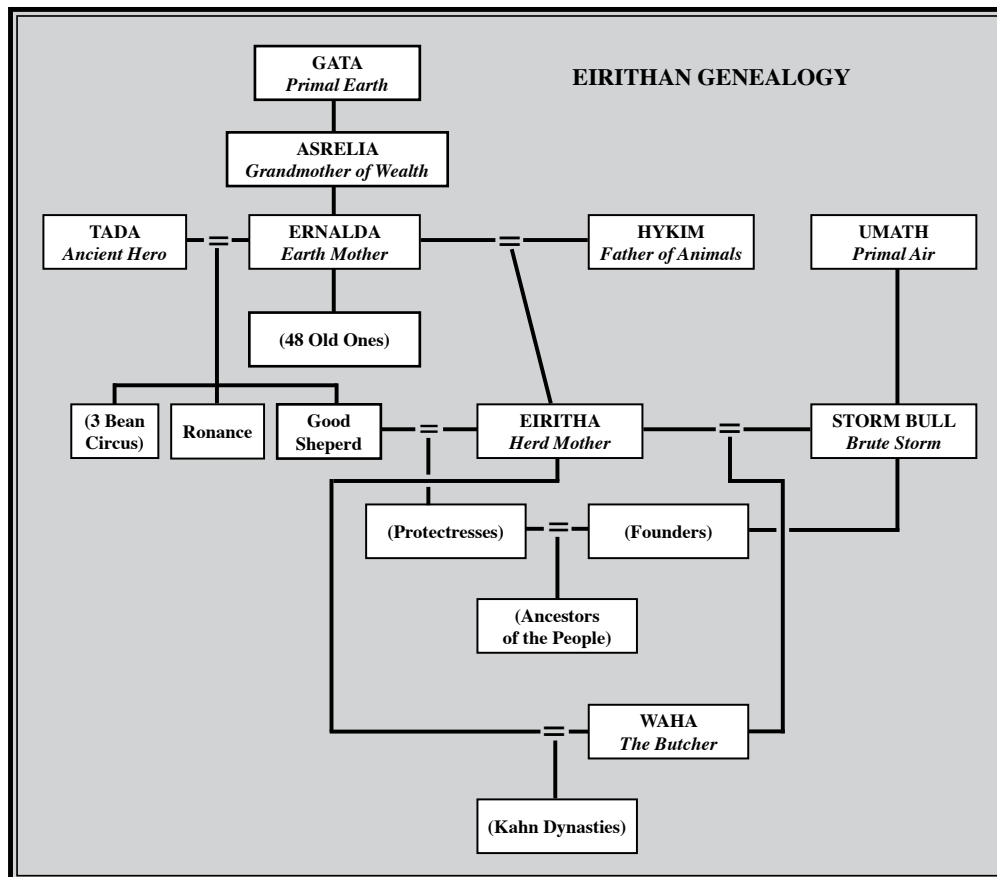 EIRITHAN GENEALOGY
GATA
Primal Earth
ASRELIA
Grandmother of Wealth
TADA
Ancient Hero
=
ERNALDA
Earth Mother
=
HYKIM
Father of Animals
UMATH
Primal Air
(48 Old Ones)
(3 Bean
Circus)
Ronance
Good
Sheperd
=
EIRITHA
Herd Mother
=
STORM BULL
Brute Storm
(Protectresses)
=
(Founders)
(Ancestors
of the People)
=
WAHA
The Butcher
(Kahn Dynasties)